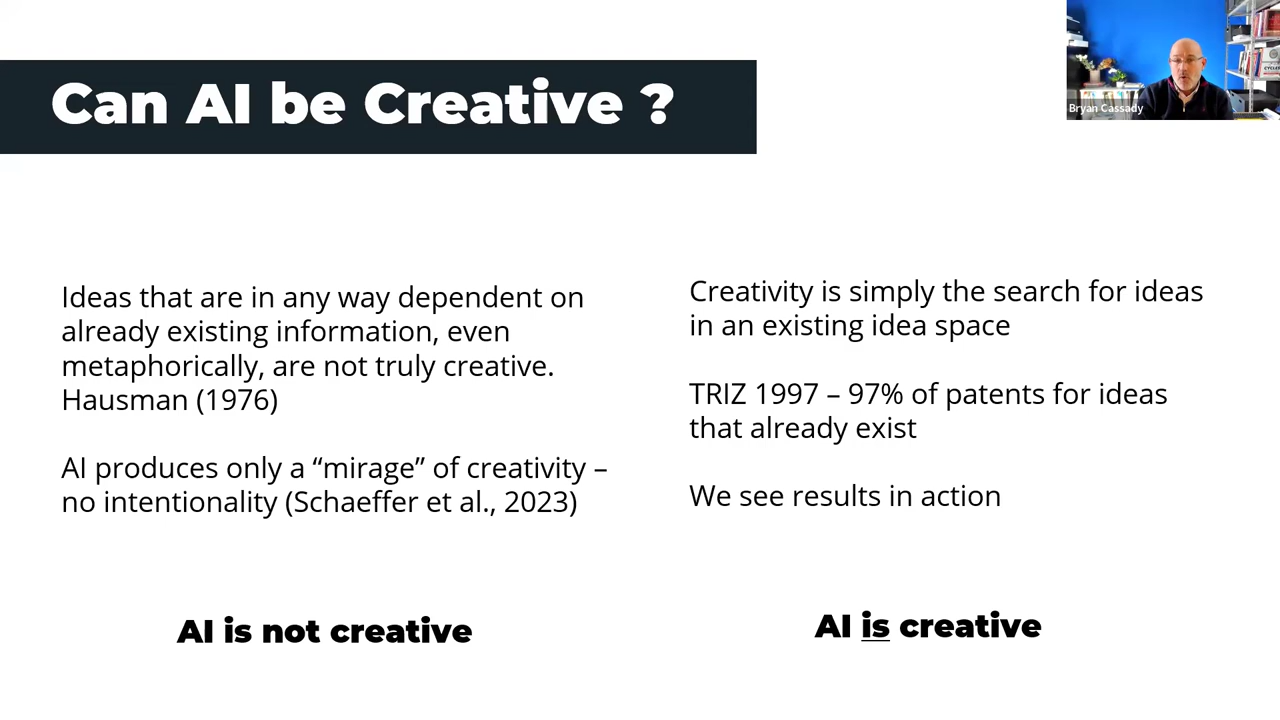 Can AI be Creative ?
Bryan Cassady
Ideas that are in any way dependent on
already existing information, even
metaphorically, are not truly creative.
Hausman (1976)
AI produces only a “mirage” of creativity –
no intentionality (Schaeffer et al., 2023)
AI is not creative
Creativity is simply the search for ideas
in an existing idea space
TRIZ 1997 – 97% of patents for ideas
that already exist
We see results in action
AI is creative